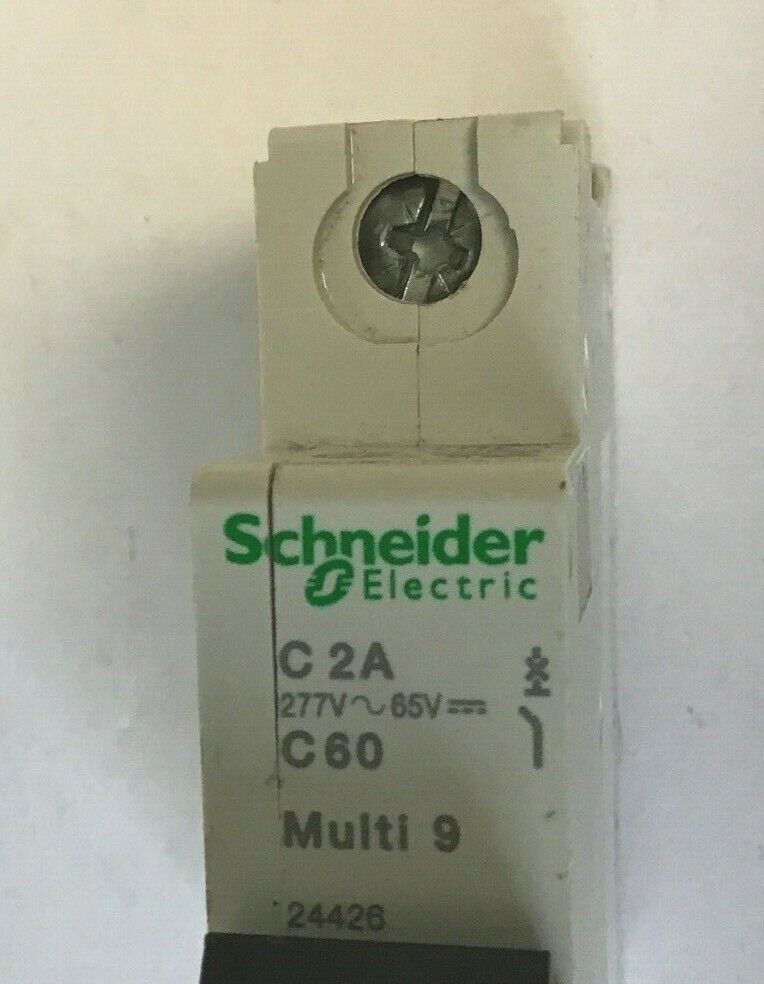 Schneider
Electric
C 2A
277V~65V⎓
C60
Multi 9
24426